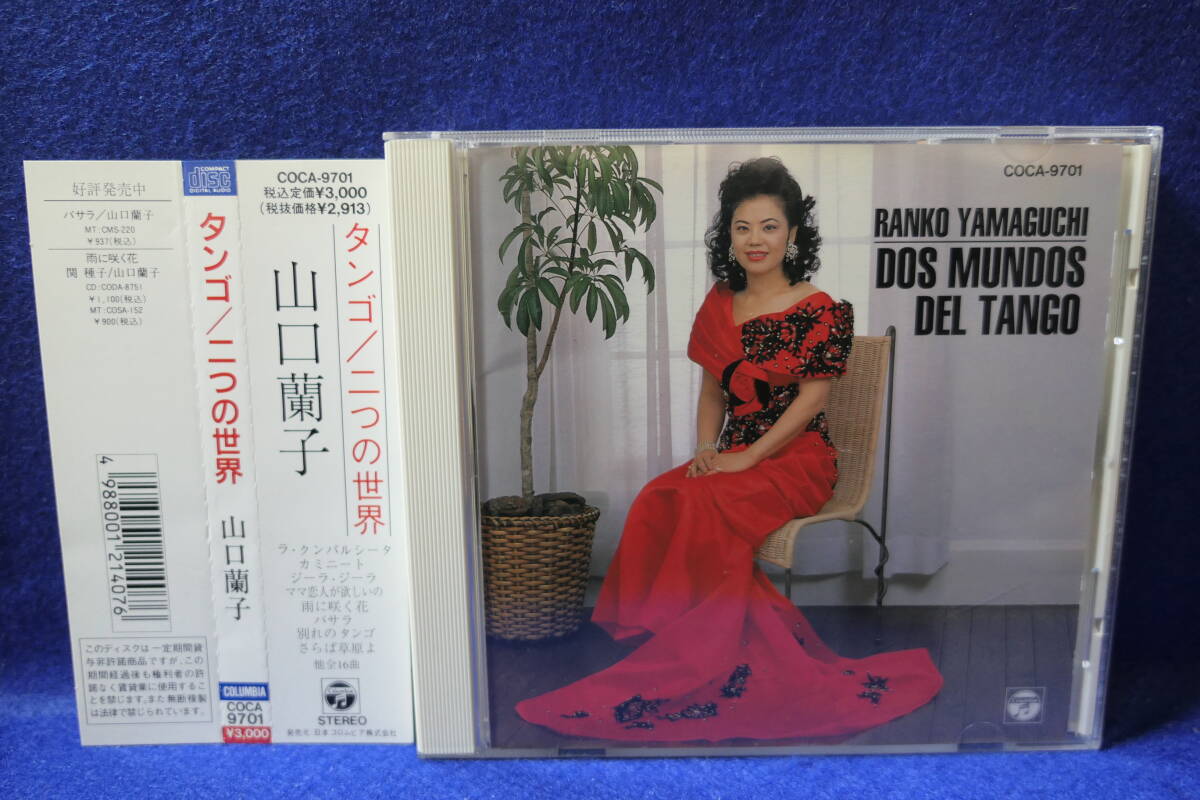 好評発売中
バサラ/山口蘭子
MT:CMS-220
¥937(税込)
雨に咲く花
関 種子/山口蘭子
CD:CODA-8751
¥1,100(税込)
MT:COSA-152
¥900(税込)
4 988001 214076
このディスクは一定期間貸
与非許諾商品ですが、この
期間経過後も権利者の許
諾なく賃貸業に使用するこ
とを禁じます。また無断複製
は法律で禁じられています。
COMPACT
disc
DIGITAL AUDIO
タンゴ/二つの世界
山口蘭子
COLUMBIA
COCA
9701
¥3,000
COCA-9701
税込定価¥3,000
(税抜価格¥2,913)
タンゴ/二つの世界
山口蘭子
ラ・クンパルシータ
カミニート
ジーラ・ジーラ
ママ恋人が欲しいの
雨に咲く花
バサラ
別れのタンゴ
さらば草原よ
他全16曲
STEREO
発売元 日本コロムビア株式会社
COCA-9701
RANKO YAMAGUCHI
DOS MUNDOS
DEL TANGO